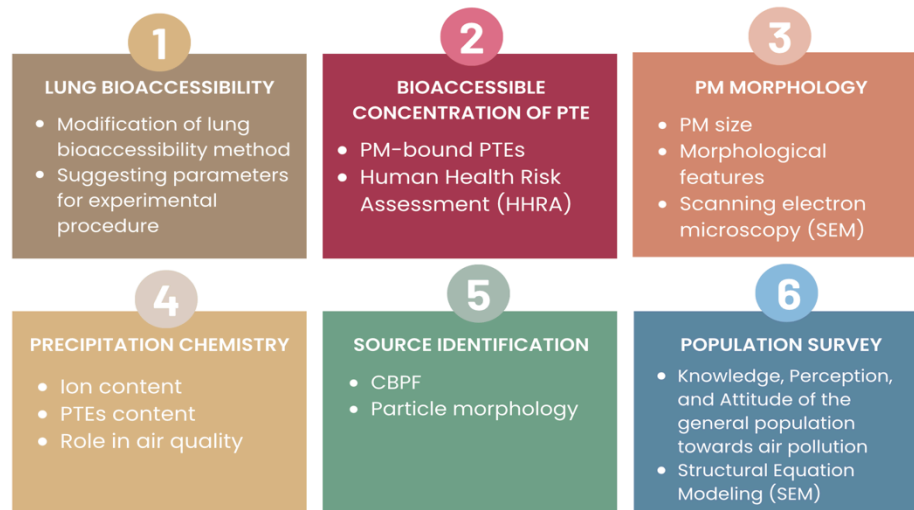 1
LUNG BIOACCESSIBILITY
• Modification of lung
bioaccessibility method
• Suggesting parameters
for experimental
procedure
2
BIOACCESSIBLE
CONCENTRATION OF PTE
• PM-bound PTEs
• Human Health Risk
Assessment (HHRA)
3
PM MORPHOLOGY
• PM size
• Morphological
features
• Scanning electron
microscopy (SEM)
4
PRECIPITATION CHEMISTRY
• Ion content
• PTEs content
• Role in air quality
5
SOURCE IDENTIFICATION
• CBPF
• Particle morphology
6
POPULATION SURVEY
• Knowledge, Perception,
and Attitude of the
general population
towards air pollution
• Structural Equation
Modeling (SEM)